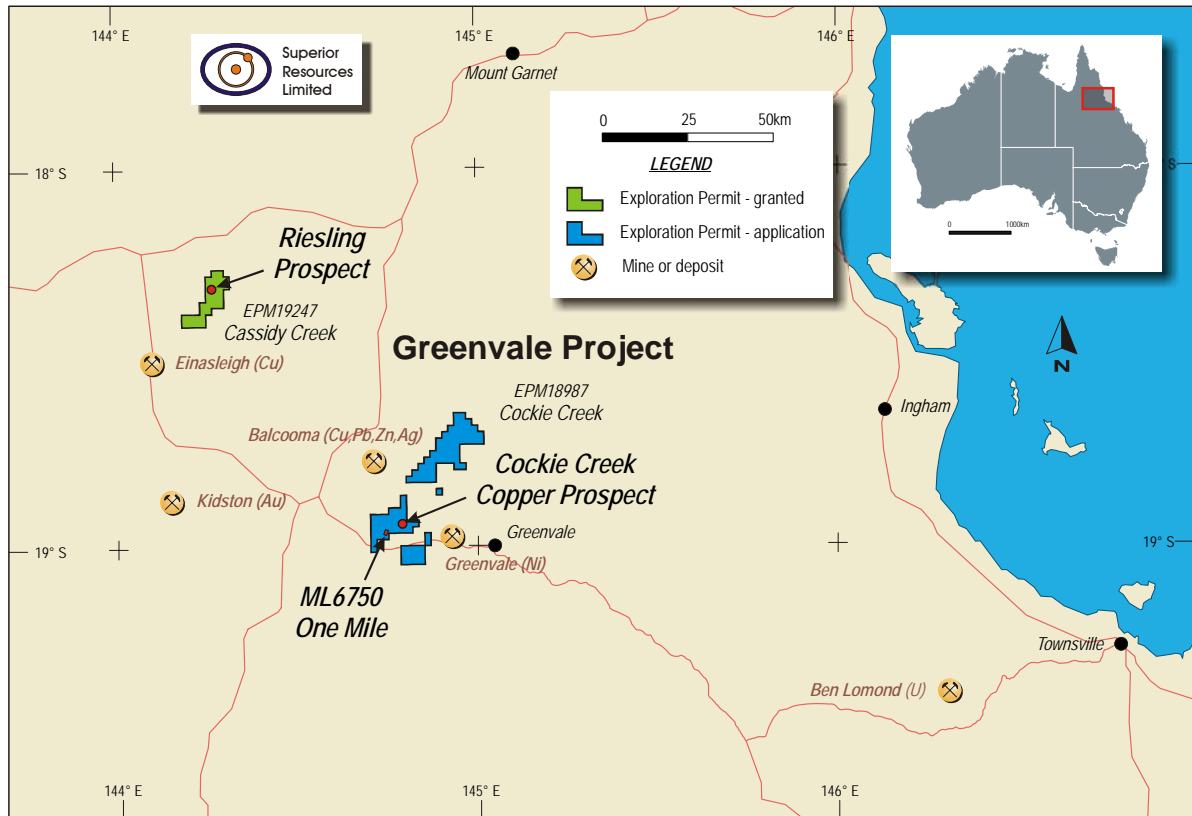 144° E
145° E
146° E
Superior
Resources
Limited
Mount Garnet
0 25 50km
LEGEND
Exploration Permit - granted
Exploration Permit - application
Mine or deposit
0 1000km
18° S
° S
Riesling
Prospect
EPM19247
Cassidy Creek
Einasleigh (Cu)
Greenvale Project
N
EPM18987
Cockie Creek
Ingham
Balcooma (Cu,Pb,Zn,Ag)
Cockie Creek
Copper Prospect
Kidston (Au)
Greenvale
19° S
19° S
Greenvale (Ni)
ML6750
One Mile
Townsville
Ben Lomond (U)
144° E
145° E
146° E